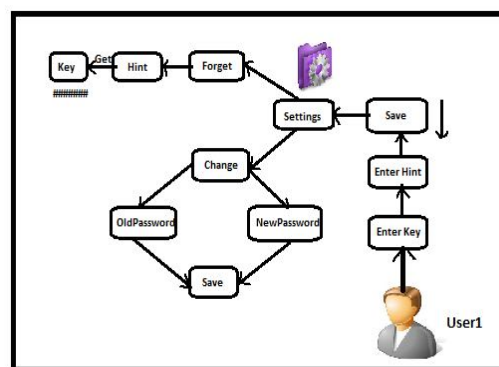 Get
Key
Hint
Forget
#######
Settings
Save
Change
Enter Hint
OldPassword
NewPassword
Enter Key
Save
User1